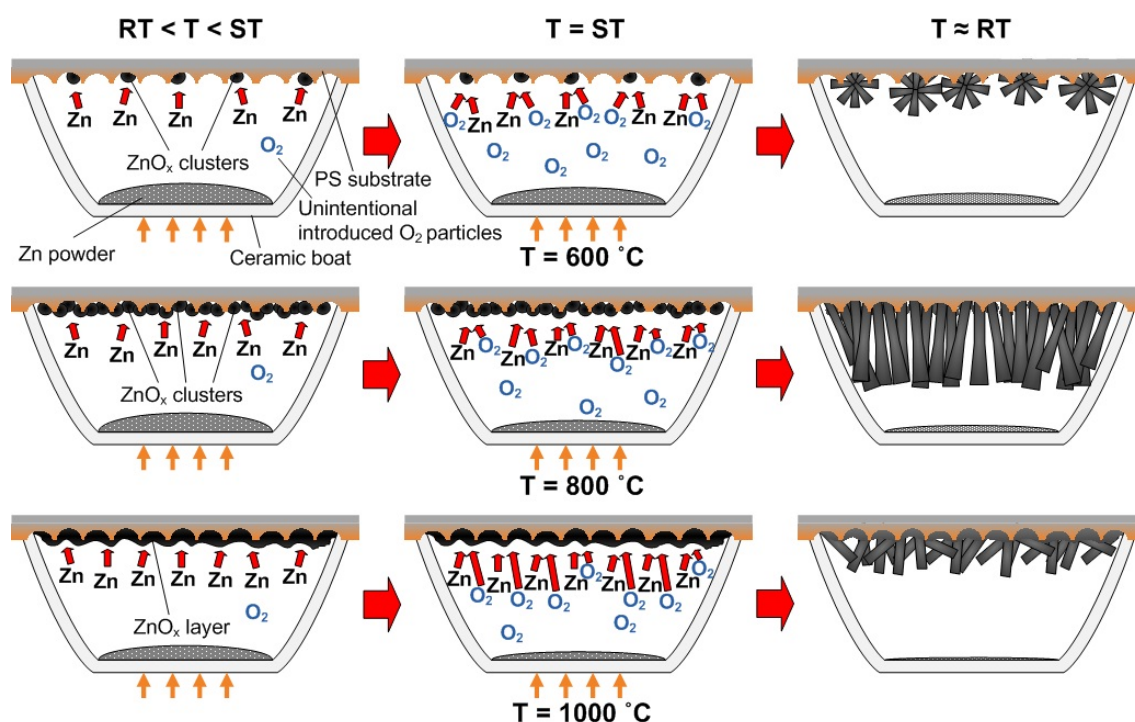 RT < T < ST
T = ST
T ≈ RT
Zn Zn Zn Zn Zn
O₂
ZnOₓ clusters
PS substrate
Unintentional
introduced O₂ particles
Zn powder
Ceramic boat
O₂ Zn Zn O₂ Zn O₂ O₂ Zn Zn O₂
O₂ O₂ O₂ O₂
T = 600 ˚C
Zn Zn Zn Zn Zn Zn
O₂
ZnOₓ clusters
Zn O₂ Zn O₂ Zn O₂ Zn O₂ Zn O₂ Zn O₂
O₂ O₂ O₂
T = 800 ˚C
Zn Zn Zn Zn Zn Zn Zn
O₂
ZnOₓ layer
Zn O₂ Zn O₂ Zn O₂ Zn O₂ Zn O₂ Zn O₂ Zn O₂
O₂ O₂ O₂
T = 1000 ˚C